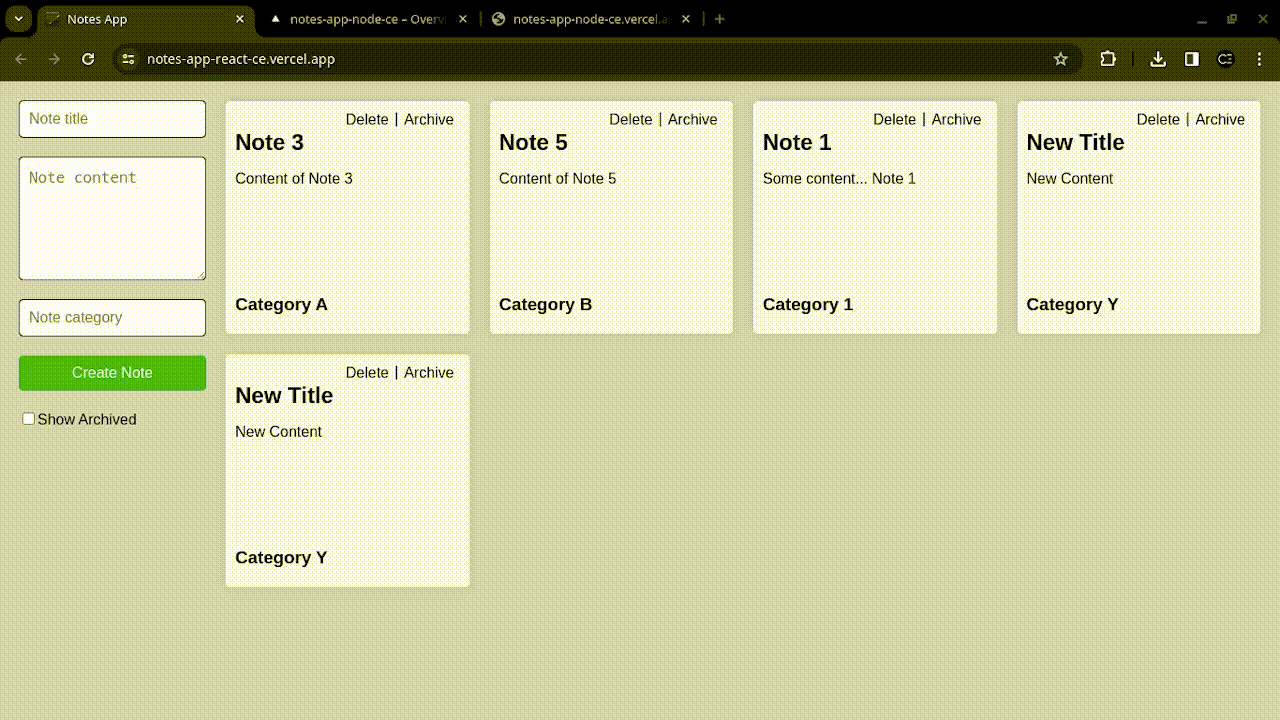 Notes App
notes-app-node-ce – Overv
notes-app-node-ce.vercel.a
notes-app-react-ce.vercel.app
CE
Note title
Note content
Note category
Create Note
Show Archived
Delete | Archive
Note 3
Content of Note 3
Category A
Delete | Archive
Note 5
Content of Note 5
Category B
Delete | Archive
Note 1
Some content... Note 1
Category 1
Delete | Archive
New Title
New Content
Category Y
Delete | Archive
New Title
New Content
Category Y